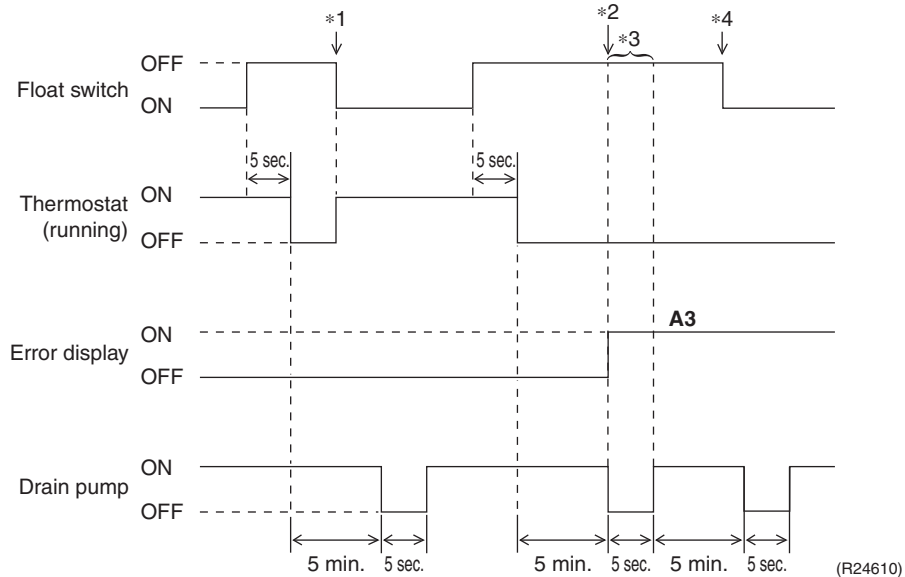 *1
*2
*3
*4
OFF
Float switch
ON
5 sec.
5 sec.
ON
Thermostat
(running)
OFF
ON
A3
Error display
OFF
ON
Drain pump
OFF
5 min.
5 sec.
5 min.
5 sec.
5 min.
5 sec.
(R24610)